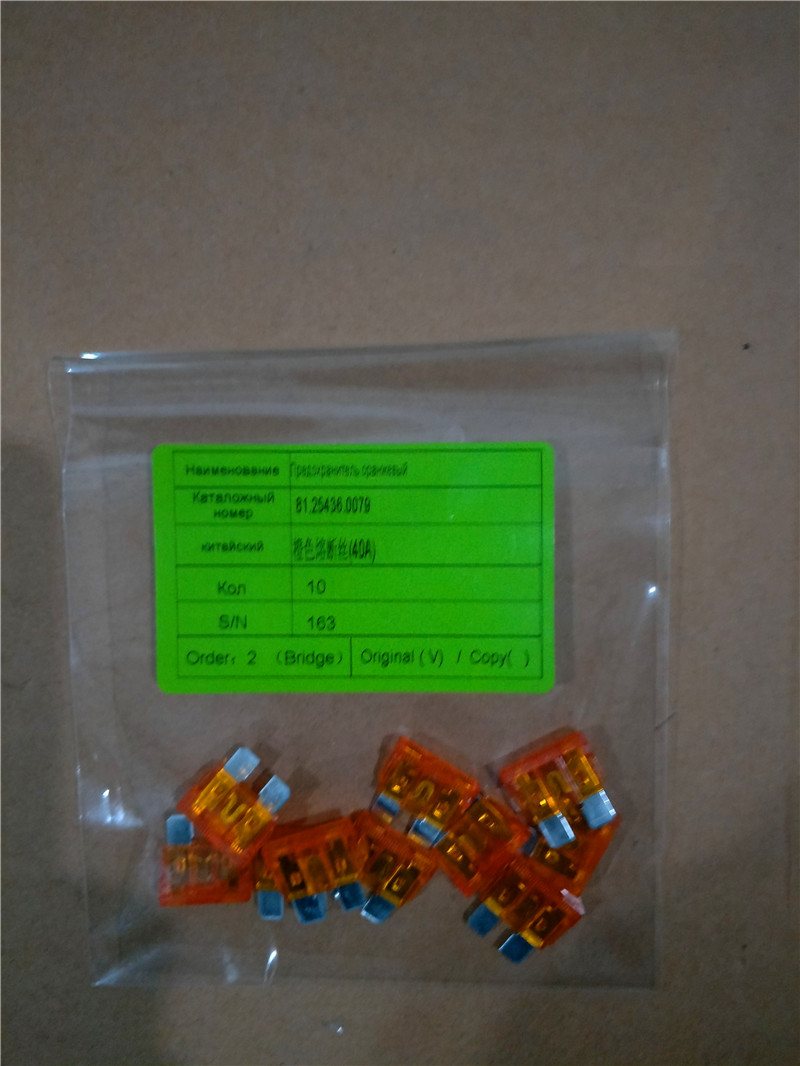 Наименование Предохранитель оранжевый
Каталожный
номер
81.25436.0079
китайский 橙色熔断丝(40A)
Кол 10
S/N 163
Order: 2 （Bridge） Original ( V) / Copy( )